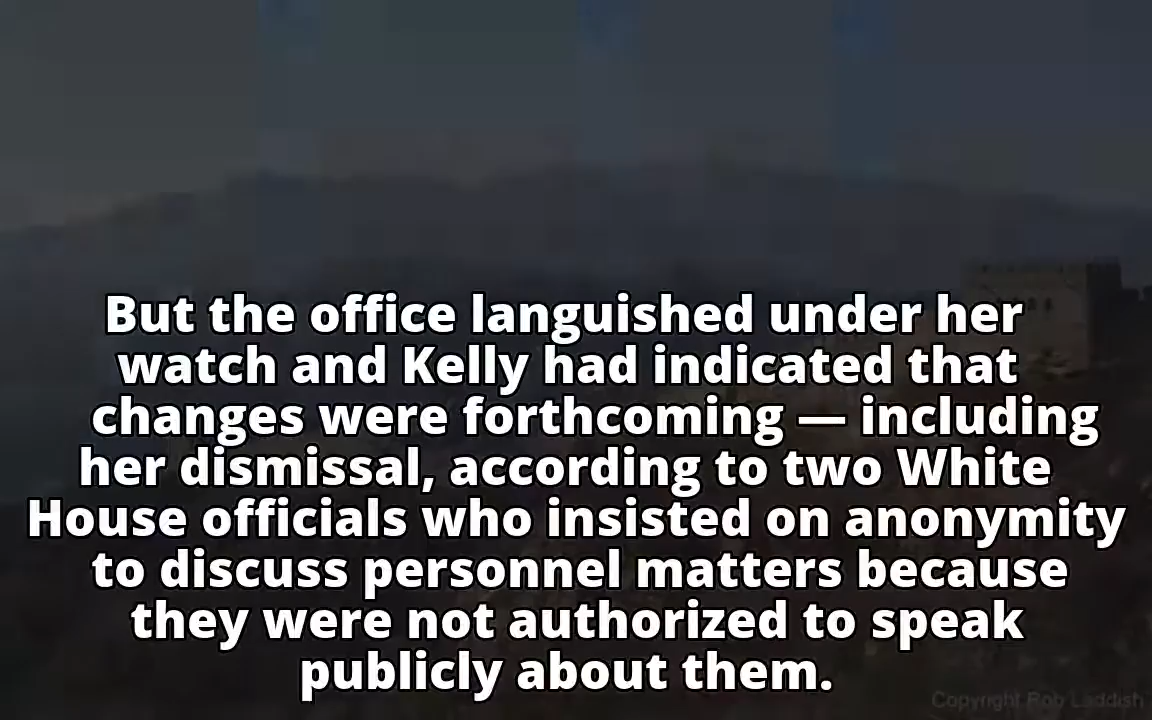 But the office languished under her
watch and Kelly had indicated that
changes were forthcoming — including
her dismissal, according to two White
House officials who insisted on anonymity
to discuss personnel matters because
they were not authorized to speak
publicly about them.
Copyright Rob Laddish